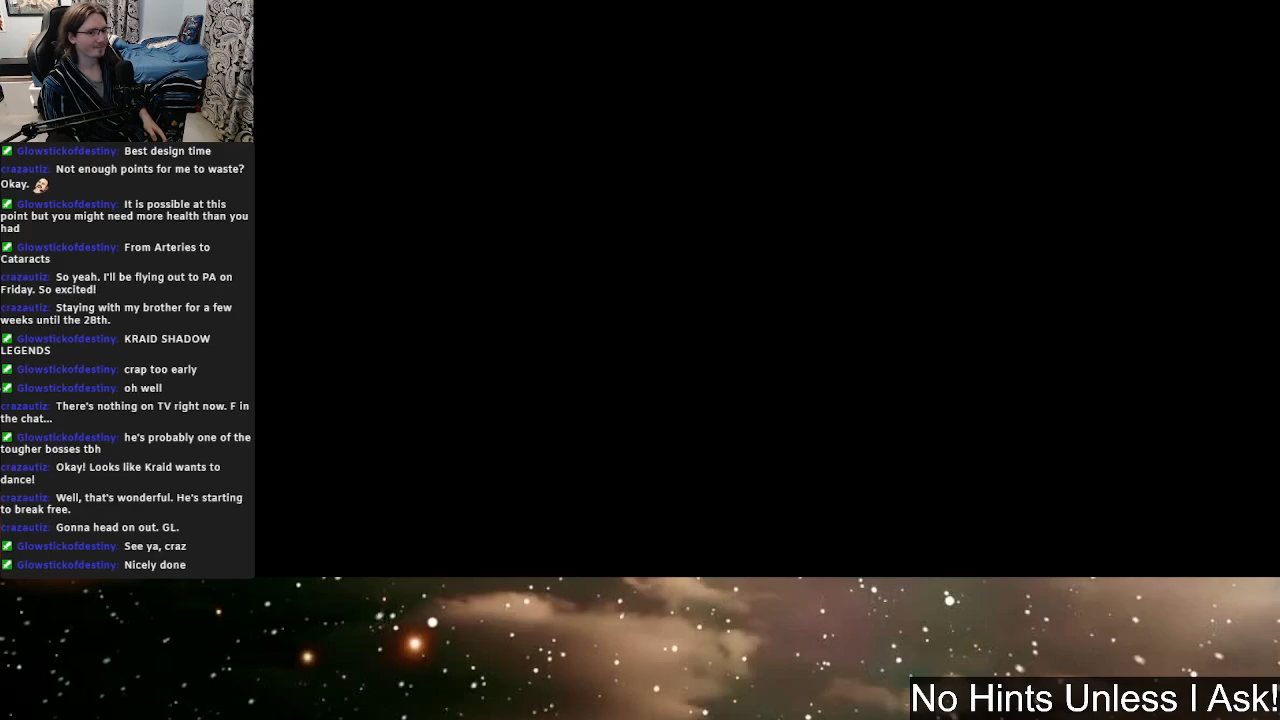 Glowstickofdestiny: Best design time
crazautiz: Not enough points for me to waste?
Okay.
Glowstickofdestiny: It is possible at this
point but you might need more health than you
had
Glowstickofdestiny: From Arteries to
Cataracts
crazautiz: So yeah. I'll be flying out to PA on
Friday. So excited!
crazautiz: Staying with my brother for a few
weeks until the 28th.
Glowstickofdestiny: KRAID SHADOW
LEGENDS
Glowstickofdestiny: crap too early
Glowstickofdestiny: oh well
crazautiz: There's nothing on TV right now. F in
the chat...
Glowstickofdestiny: he's probably one of the
tougher bosses tbh
crazautiz: Okay! Looks like Kraid wants to
dance!
crazautiz: Well, that's wonderful. He's starting
to break free.
crazautiz: Gonna head on out. GL.
Glowstickofdestiny: See ya, craz
Glowstickofdestiny: Nicely done
No Hints Unless I Ask!